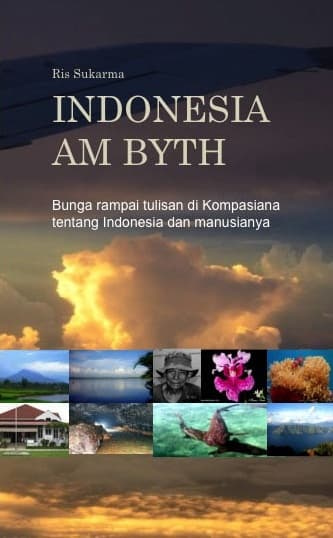 Ris Sukarma
INDONESIA
AM BYTH
Bunga rampai tulisan di Kompasiana
tentang Indonesia dan manusianya